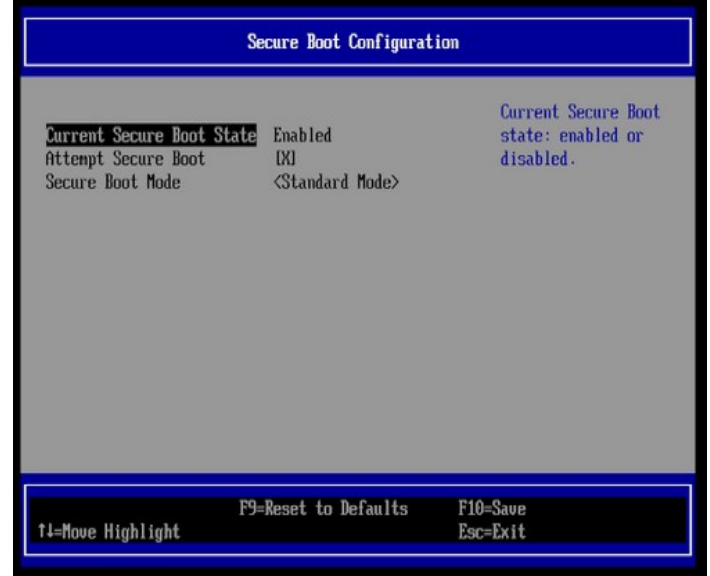 Secure Boot Configuration
Current Secure Boot State Enabled
Attempt Secure Boot [X]
Secure Boot Mode <Standard Mode>
Current Secure Boot
state: enabled or
disabled.
F9=Reset to Defaults F10=Save
↑↓=Move Highlight Esc=Exit